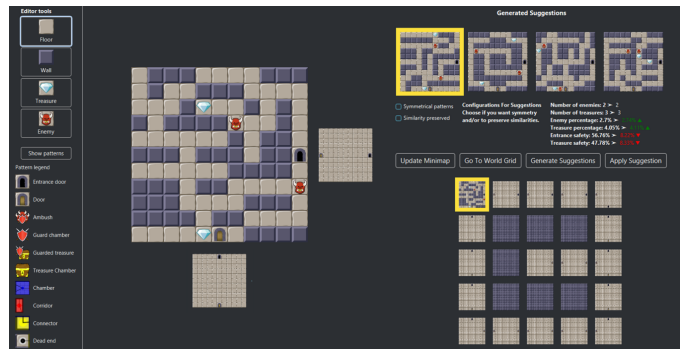 Editor tools
Floor
Wall
Treasure
Enemy
Show patterns
Pattern legend
Entrance door
Door
Ambush
Guard chamber
Guarded treasure
Treasure Chamber
Chamber
Corridor
Connector
Dead end
Generated Suggestions
Symmetrical patterns
Similarity preserved
Configurations For Suggestions
Choose if you want symmetry
and/or to preserve similarities.
Number of enemies: 2 ➢ 2
Number of treasures: 3 ➢ 3
Enemy percentage: 2.7% ➢
Treasure percentage: 4.05% ➢
Entrance safety: 56.76% ➢
Treasure safety: 47.78% ➢
Update Minimap
Go To World Grid
Generate Suggestions
Apply Suggestion